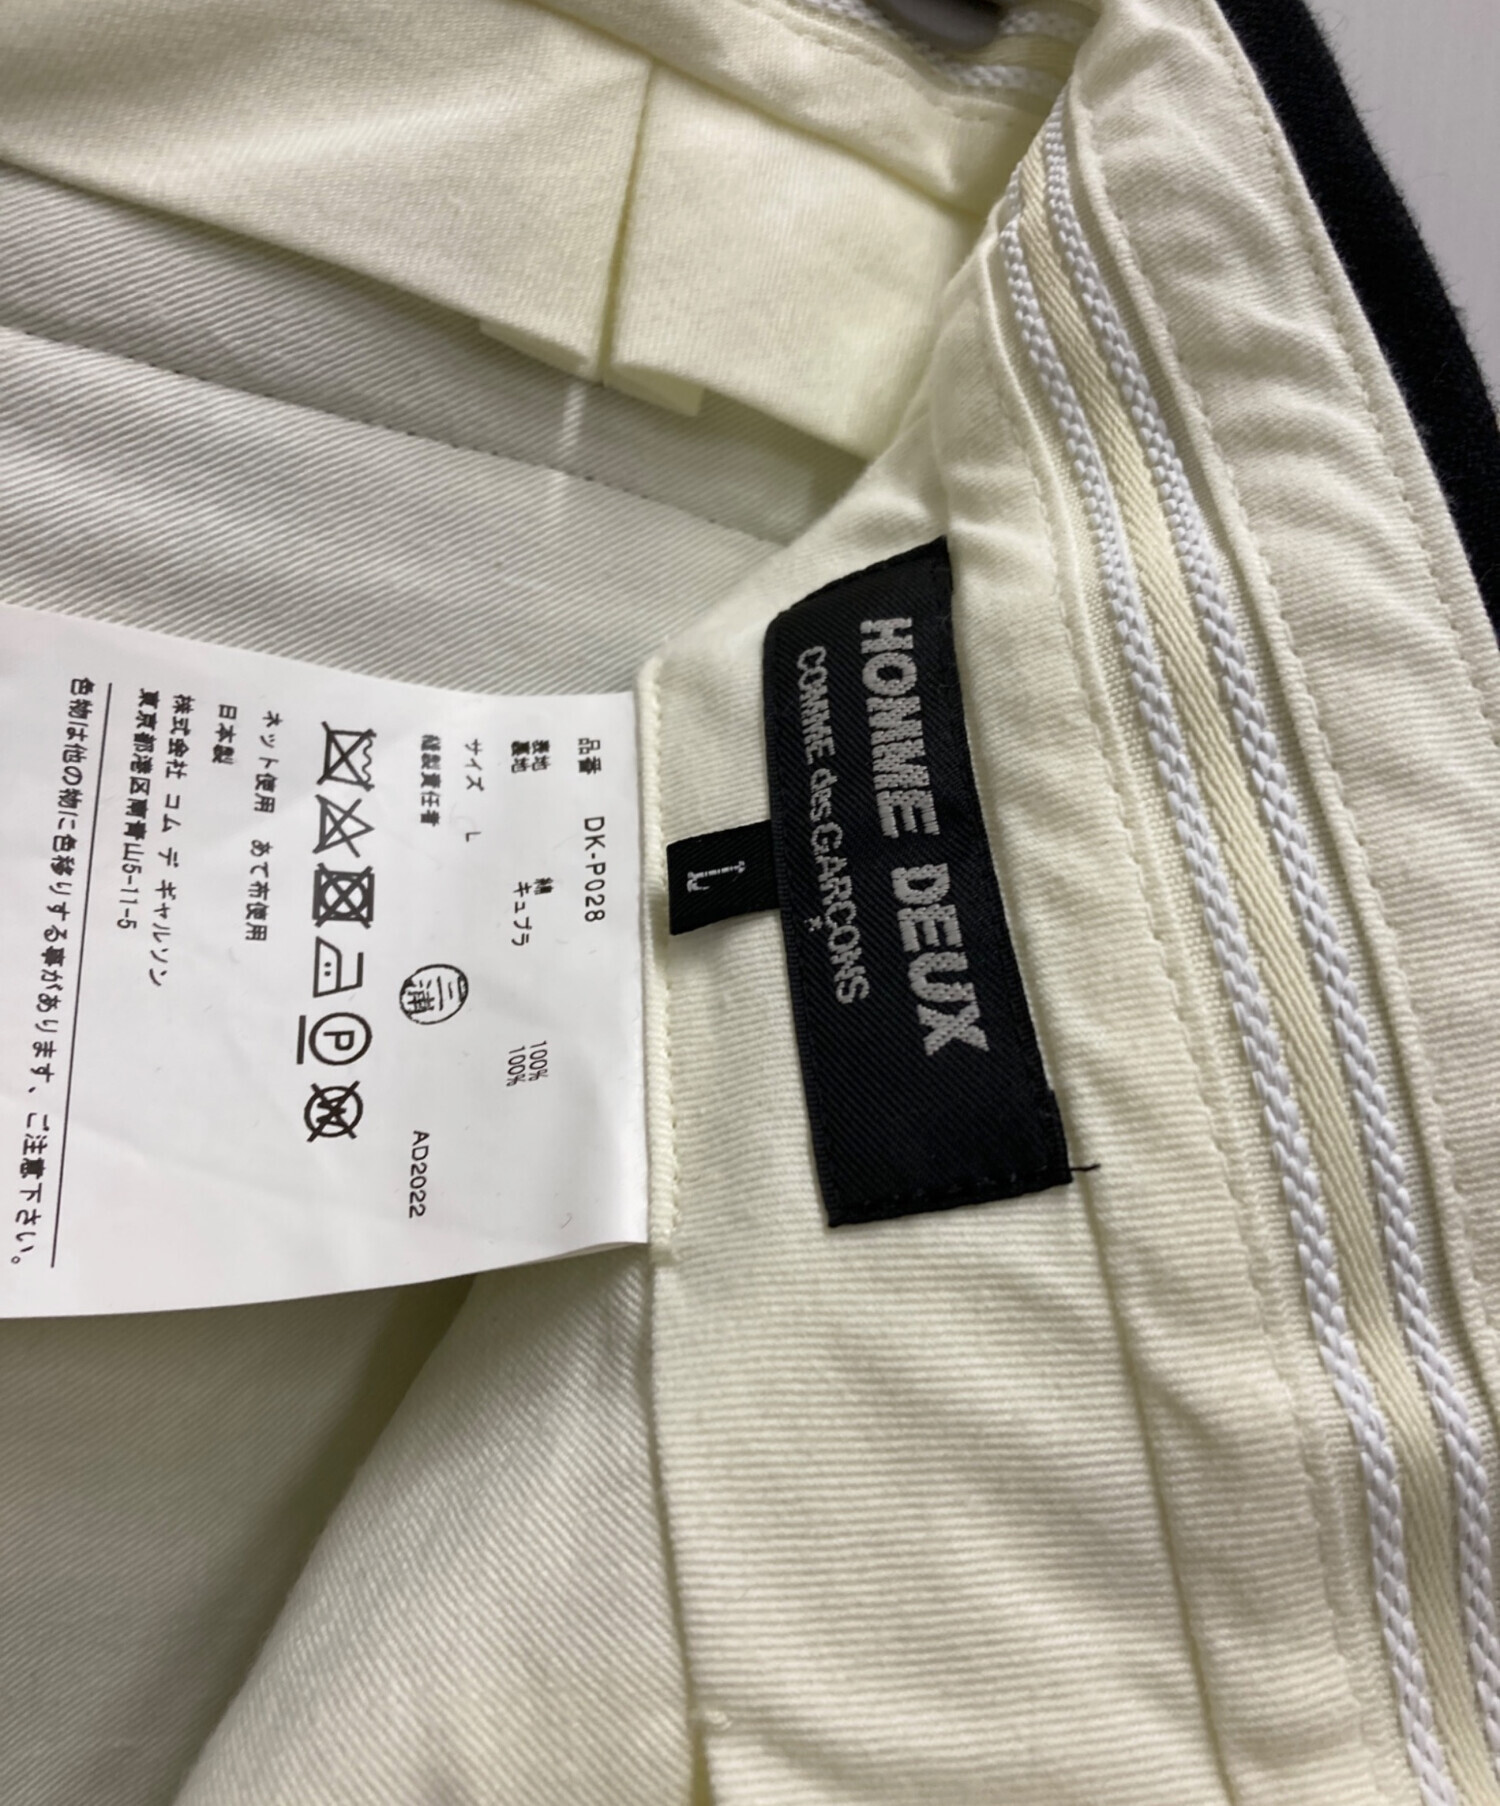 HOMME DEUX
COMME des GARÇONS
L
品番 DK-P028
表地 綿 100%
裏地 キュプラ 100%
サイズ L
縫製責任者 三浦 AD2022
ネット使用 あて布使用
日本製
株式会社 コム デ ギャルソン
東京都港区南青山5-11-5
色物は他の物に色移りする事があります、ご注意下さい。